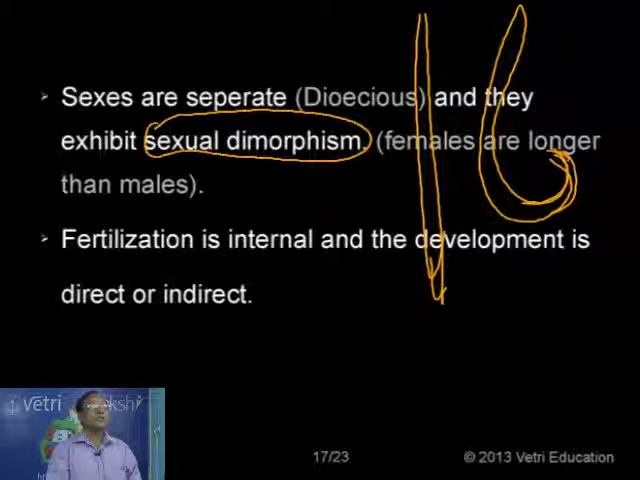 Sexes are seperate (Dioecious) and they
exhibit sexual dimorphism, (females are longer
than males).
Fertilization is internal and the development is
direct or indirect.
vetri
kshi
17/23
© 2013 Vetri Education